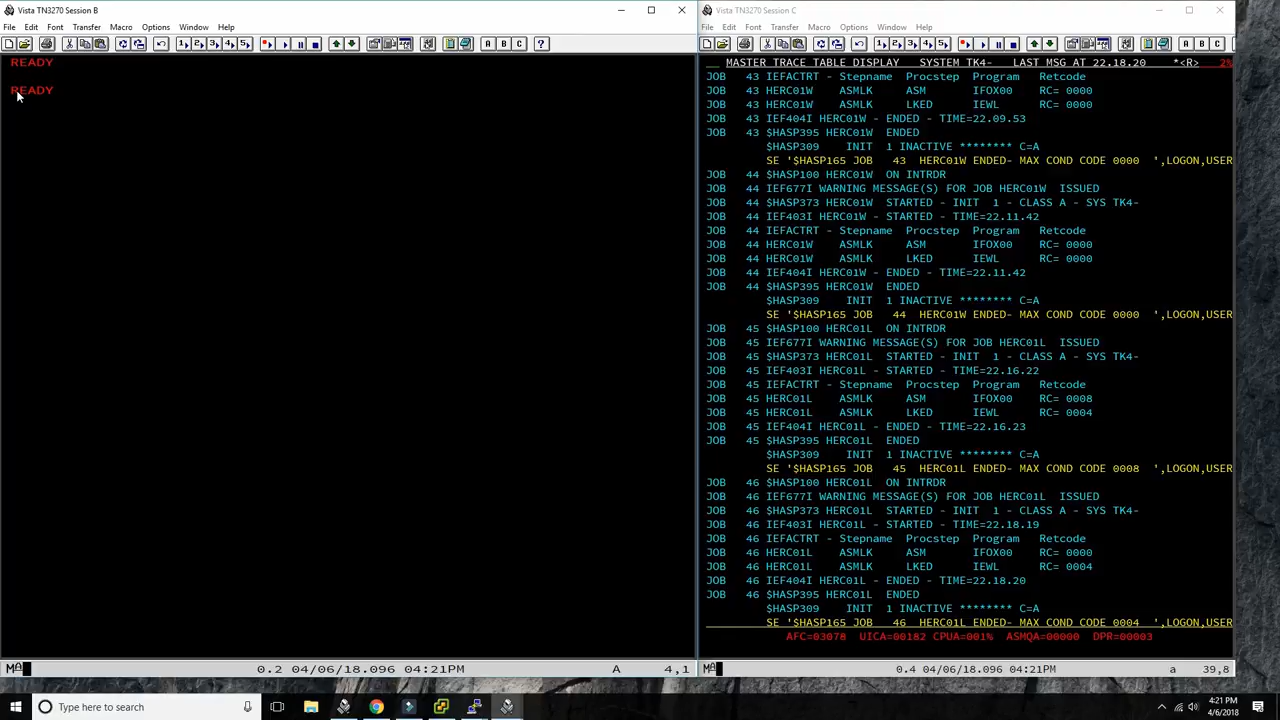 Vista TN3270 Session B
File Edit Font Transfer Macro Options Window Help
A B C ?
READY
READY
MA 0.2 04/06/18.096 04:21PM A 4,1
Vista TN3270 Session C
File Edit Font Transfer Macro Options Window Help
A B C
MASTER TRACE TABLE DISPLAY SYSTEM TK4- LAST MSG AT 22.18.20 *<R> 2%
JOB 43 IEFACTRT - Stepname Procstep Program Retcode
JOB 43 HERC01W ASMLK ASM IFOX00 RC= 0000
JOB 43 HERC01W ASMLK LKED IEWL RC= 0000
JOB 43 IEF404I HERC01W - ENDED - TIME=22.09.53
JOB 43 $HASP395 HERC01W ENDED
$HASP309 INIT 1 INACTIVE ******** C=A
SE '$HASP165 JOB 43 HERC01W ENDED- MAX COND CODE 0000 ',LOGON,USER
JOB 44 $HASP100 HERC01W ON INTRDR
JOB 44 IEF677I WARNING MESSAGE(S) FOR JOB HERC01W ISSUED
JOB 44 $HASP373 HERC01W STARTED - INIT 1 - CLASS A - SYS TK4-
JOB 44 IEF403I HERC01W - STARTED - TIME=22.11.42
JOB 44 IEFACTRT - Stepname Procstep Program Retcode
JOB 44 HERC01W ASMLK ASM IFOX00 RC= 0000
JOB 44 HERC01W ASMLK LKED IEWL RC= 0000
JOB 44 IEF404I HERC01W - ENDED - TIME=22.11.42
JOB 44 $HASP395 HERC01W ENDED
$HASP309 INIT 1 INACTIVE ******** C=A
SE '$HASP165 JOB 44 HERC01W ENDED- MAX COND CODE 0000 ',LOGON,USER
JOB 45 $HASP100 HERC01L ON INTRDR
JOB 45 IEF677I WARNING MESSAGE(S) FOR JOB HERC01L ISSUED
JOB 45 $HASP373 HERC01L STARTED - INIT 1 - CLASS A - SYS TK4-
JOB 45 IEF403I HERC01L - STARTED - TIME=22.16.22
JOB 45 IEFACTRT - Stepname Procstep Program Retcode
JOB 45 HERC01L ASMLK ASM IFOX00 RC= 0008
JOB 45 HERC01L ASMLK LKED IEWL RC= 0004
JOB 45 IEF404I HERC01L - ENDED - TIME=22.16.23
JOB 45 $HASP395 HERC01L ENDED
$HASP309 INIT 1 INACTIVE ******** C=A
SE '$HASP165 JOB 45 HERC01L ENDED- MAX COND CODE 0008 ',LOGON,USER
JOB 46 $HASP100 HERC01L ON INTRDR
JOB 46 IEF677I WARNING MESSAGE(S) FOR JOB HERC01L ISSUED
JOB 46 $HASP373 HERC01L STARTED - INIT 1 - CLASS A - SYS TK4-
JOB 46 IEF403I HERC01L - STARTED - TIME=22.18.19
JOB 46 IEFACTRT - Stepname Procstep Program Retcode
JOB 46 HERC01L ASMLK ASM IFOX00 RC= 0000
JOB 46 HERC01L ASMLK LKED IEWL RC= 0004
JOB 46 IEF404I HERC01L - ENDED - TIME=22.18.20
JOB 46 $HASP395 HERC01L ENDED
$HASP309 INIT 1 INACTIVE ******** C=A
SE '$HASP165 JOB 46 HERC01L ENDED- MAX COND CODE 0004 ',LOGON,USER
AFC=03078 UICA=00182 CPUA=001% ASMQA=00000 DPR=00003
MA 0.4 04/06/18.096 04:21PM a 39,8
Type here to search
4:21 PM
4/6/2018